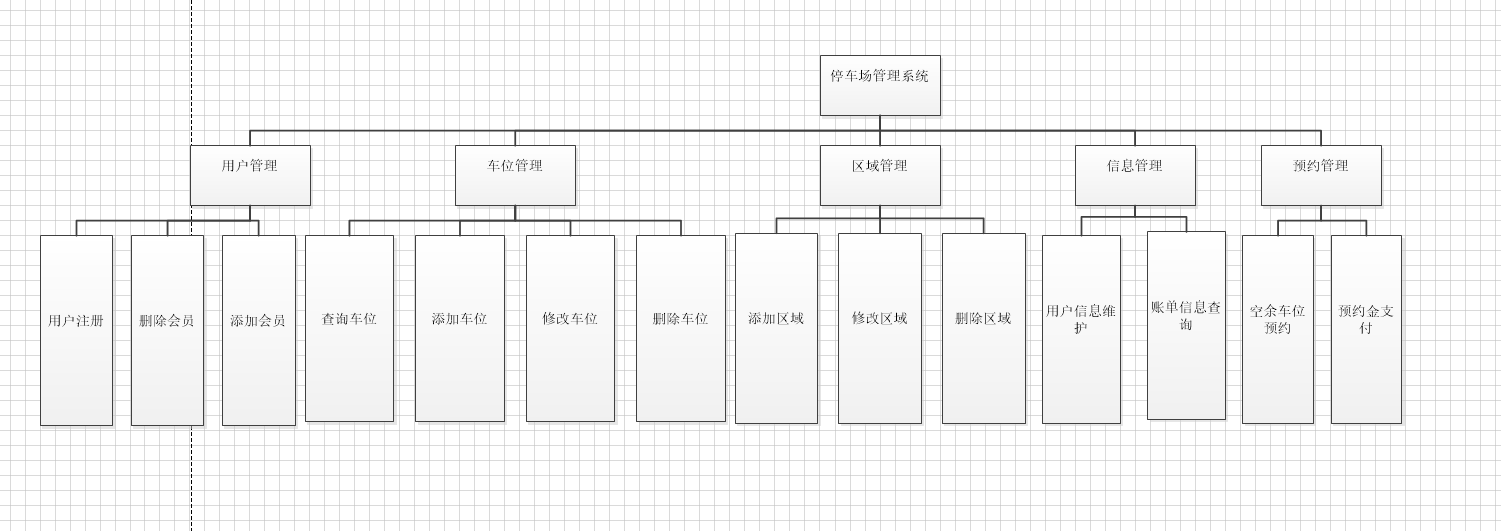 停车场管理系统
用户管理
车位管理
区域管理
信息管理
预约管理
用户注册
删除会员
添加会员
查询车位
添加车位
修改车位
删除车位
添加区域
修改区域
删除区域
用户信息维
护
账单信息查
询
空余车位
预约
预约金支
付